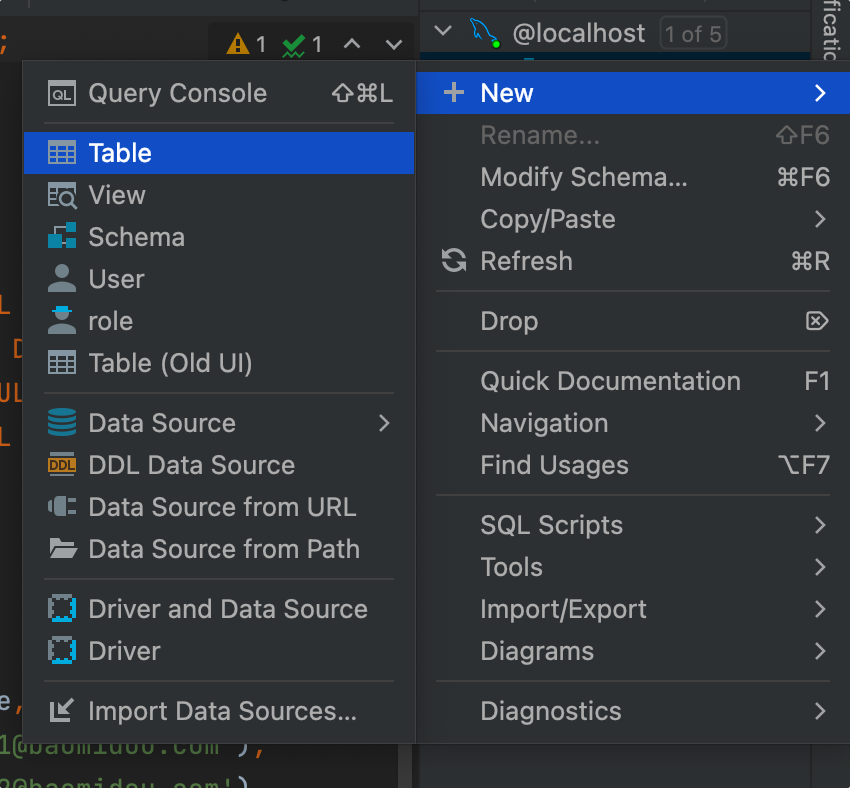 ;
1 1
@localhost 1 of 5
Query Console ⇧⌘L
Table
View
Schema
User
role
Table (Old UI)
Data Source
DDL Data Source
Data Source from URL
Data Source from Path
Driver and Data Source
Driver
Import Data Sources...
New
Rename... ⇧F6
Modify Schema... ⌘F6
Copy/Paste
Refresh ⌘R
Drop
Quick Documentation F1
Navigation
Find Usages ⌥F7
SQL Scripts
Tools
Import/Export
Diagrams
Diagnostics
L
D
UL
L
e,
1@baomidou.com'),
2@baomidou.com')